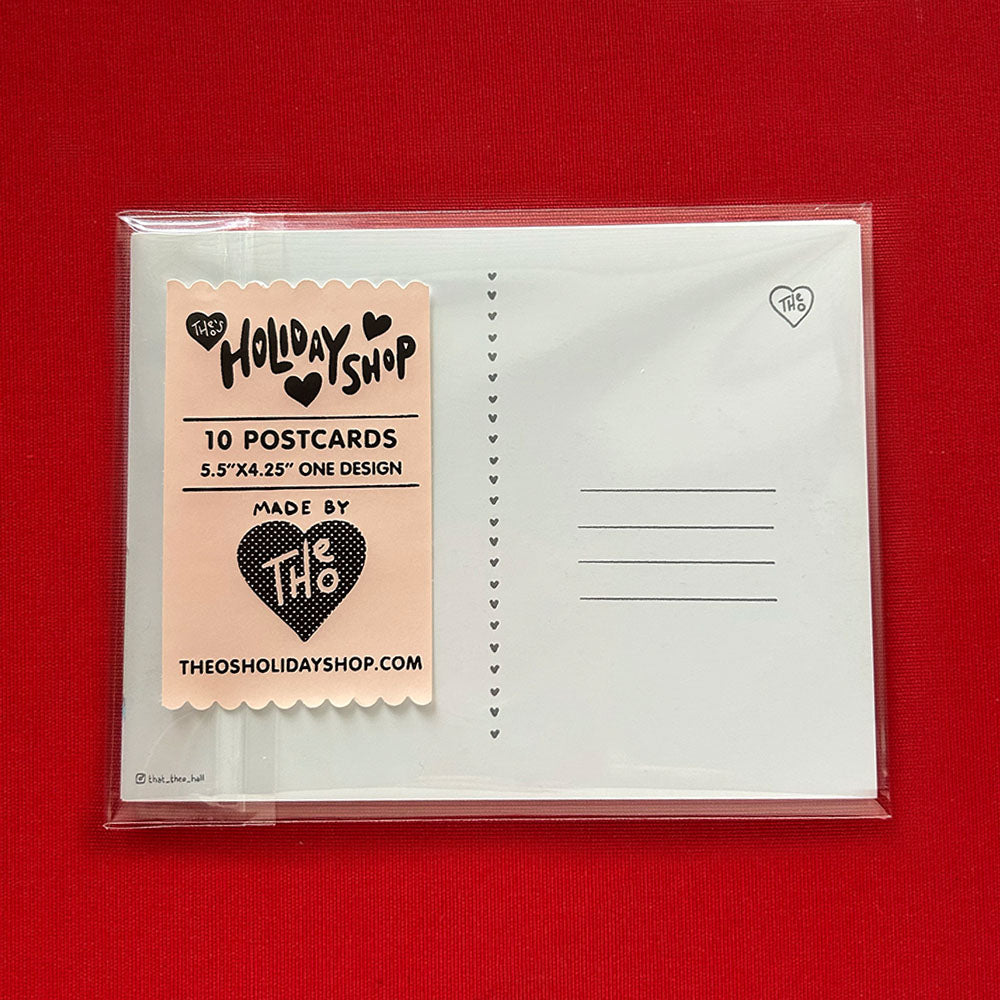 THeo's
HOLIDAY
SHOP
10 POSTCARDS
5.5"X4.25" ONE DESIGN
MADE BY
THeo
THEOSHOLIDAYSHOP.COM
that_theo_hall
THeo